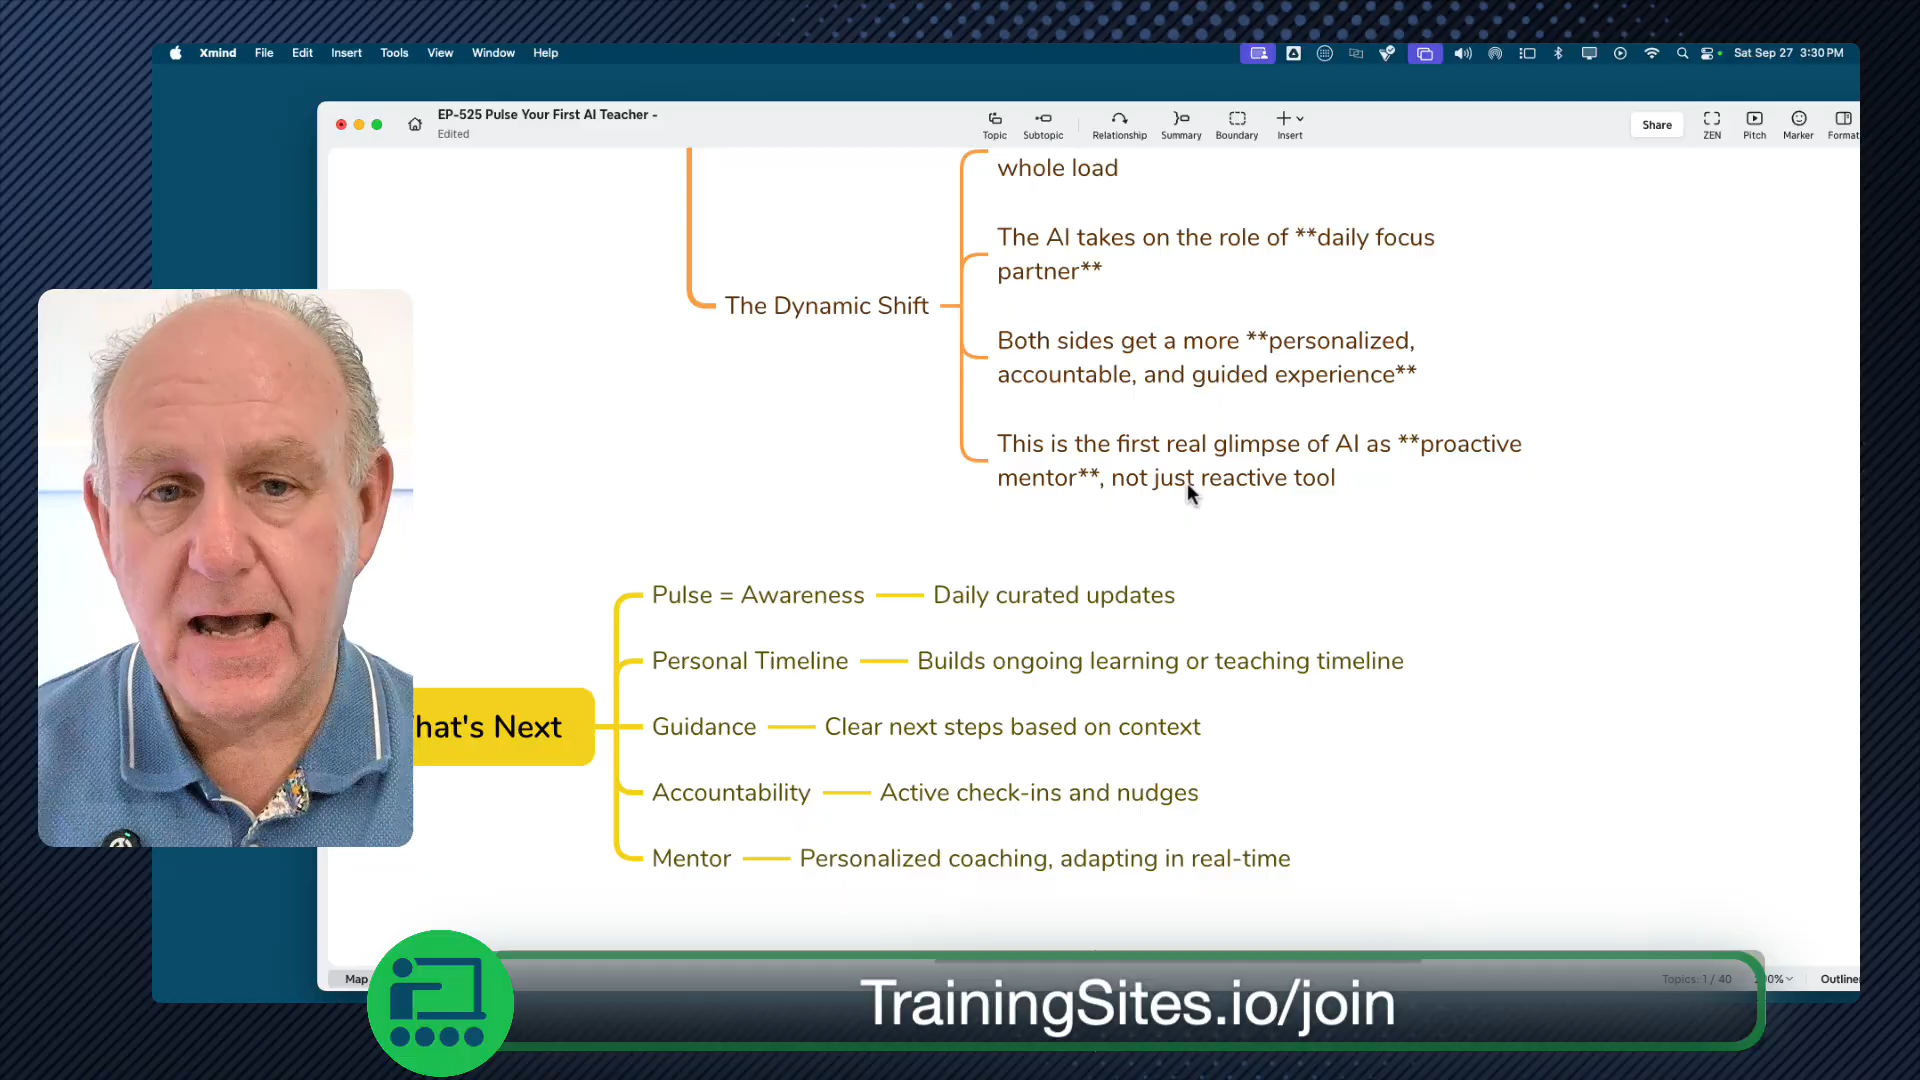 Xmind File Edit Insert Tools View Window Help
Sat Sep 27 3:30 PM
EP-525 Pulse Your First AI Teacher -
Edited
Topic Subtopic Relationship Summary Boundary Insert
Share ZEN Pitch Marker Format
whole load
The AI takes on the role of **daily focus
partner**
The Dynamic Shift
Both sides get a more **personalized,
accountable, and guided experience**
This is the first real glimpse of AI as **proactive
mentor**, not just reactive tool
hat's Next
Pulse = Awareness Daily curated updates
Personal Timeline Builds ongoing learning or teaching timeline
Guidance Clear next steps based on context
Accountability Active check-ins and nudges
Mentor Personalized coaching, adapting in real-time
Map
Topics: 1 / 40
Outline
TrainingSites.io/join